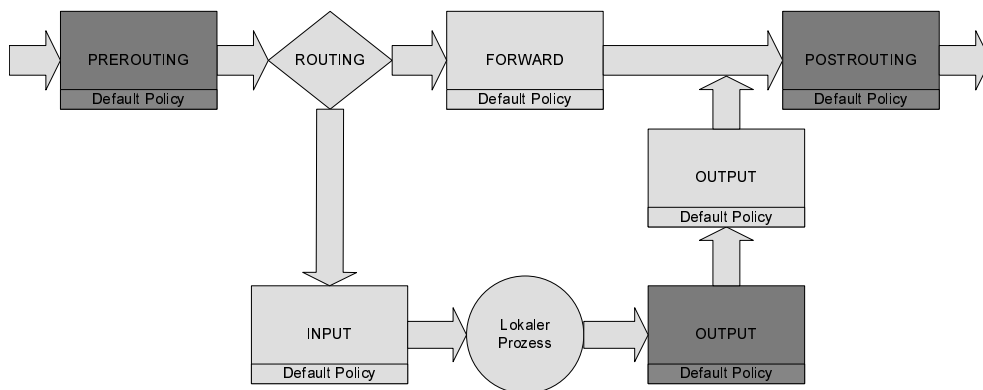 PREROUTING
Default Policy
ROUTING
FORWARD
Default Policy
POSTROUTING
Default Policy
OUTPUT
Default Policy
INPUT
Default Policy
Lokaler
Prozess
OUTPUT
Default Policy